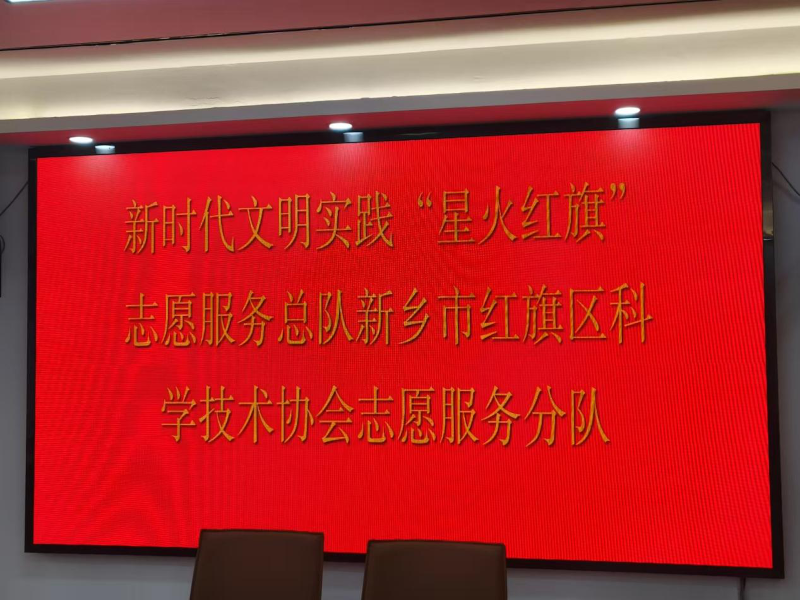 新时代文明实践“星火红旗”
志愿服务总队新乡市红旗区科
学技术协会志愿服务分队